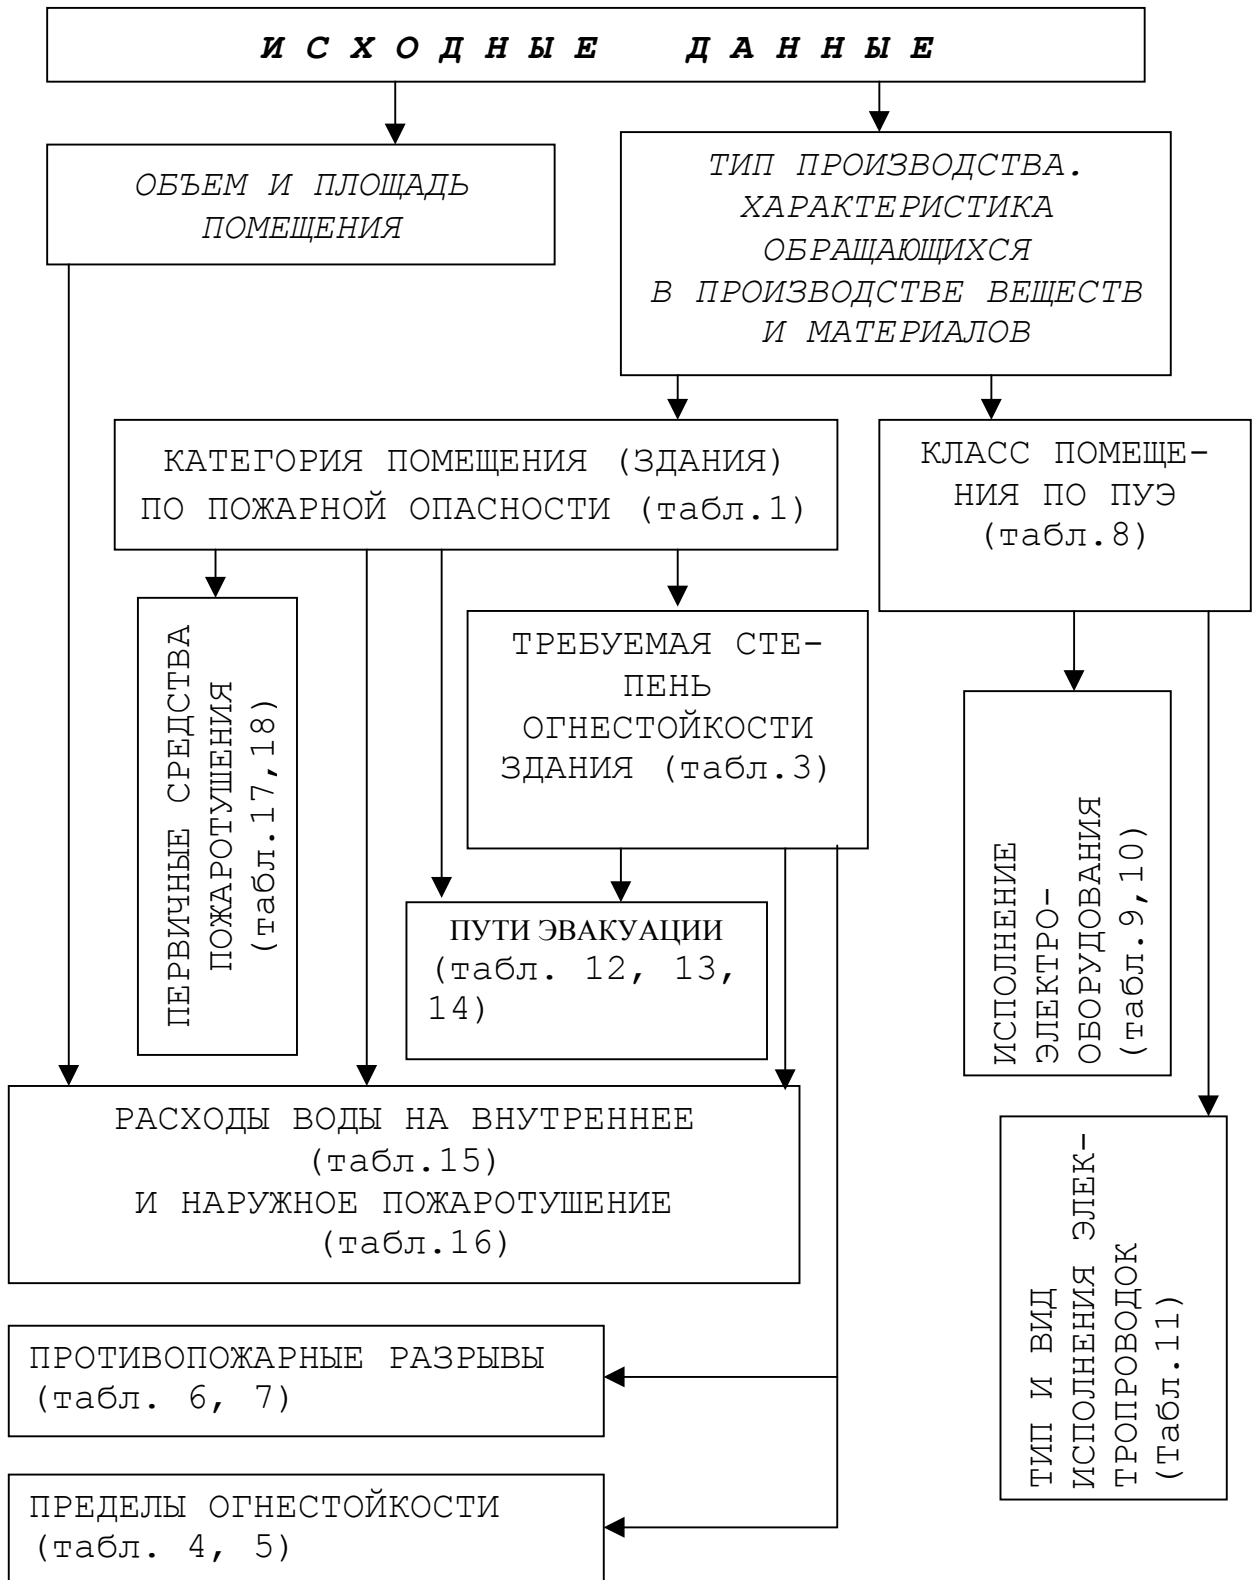 ИСХОДНЫЕ ДАННЫЕ
ОБЪЕМ И ПЛОЩАДЬ
ПОМЕЩЕНИЯ
ТИП ПРОИЗВОДСТВА.
ХАРАКТЕРИСТИКА
ОБРАЩАЮЩИХСЯ
В ПРОИЗВОДСТВЕ ВЕЩЕСТВ
И МАТЕРИАЛОВ
КАТЕГОРИЯ ПОМЕЩЕНИЯ (ЗДАНИЯ)
ПО ПОЖАРНОЙ ОПАСНОСТИ (табл.1)
КЛАСС ПОМЕЩЕ-
НИЯ ПО ПУЭ
(табл.8)
ПЕРВИЧНЫЕ СРЕДСТВА
ПОЖАРОТУШЕНИЯ
(табл.17,18)
ТРЕБУЕМАЯ СТЕ-
ПЕНЬ
ОГНЕСТОЙКОСТИ
ЗДАНИЯ (табл.3)
ИСПОЛНЕНИЕ
ЭЛЕКТРО-
ОБОРУДОВАНИЯ
(табл.9,10)
ПУТИ ЭВАКУАЦИИ
(табл. 12, 13,
14)
РАСХОДЫ ВОДЫ НА ВНУТРЕННЕЕ
(табл.15)
И НАРУЖНОЕ ПОЖАРОТУШЕНИЕ
(табл.16)
ТИП И ВИД
ИСПОЛНЕНИЯ ЭЛЕК-
ТРОПРОВОДОК
(Табл.11)
ПРОТИВОПОЖАРНЫЕ РАЗРЫВЫ
(табл. 6, 7)
ПРЕДЕЛЫ ОГНЕСТОЙКОСТИ
(табл. 4, 5)